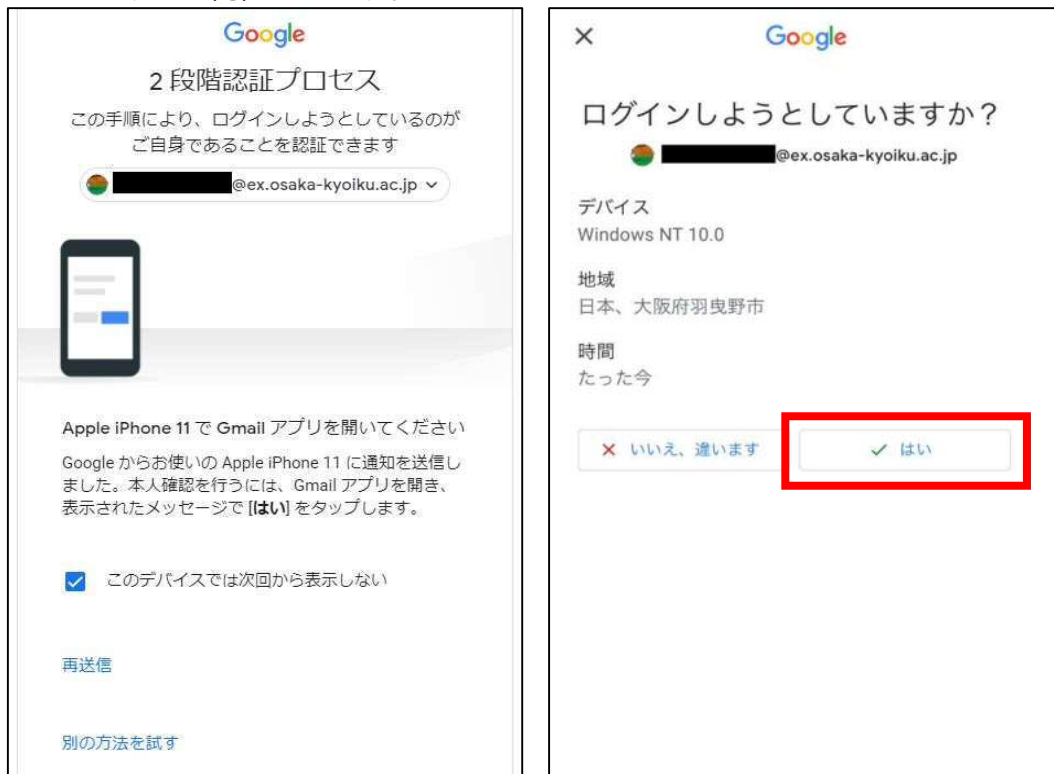 Google
2 段階認証プロセス
この手順により、ログインしようとしているのが
ご自身であることを認証できます
@ex.osaka-kyoiku.ac.jp
Apple iPhone 11 で Gmail アプリを開いてください
Google からお使いの Apple iPhone 11 に通知を送信し
ました。本人確認を行うには、Gmail アプリを開き、
表示されたメッセージで [はい] をタップします。
このデバイスでは次回から表示しない
再送信
別の方法を試す
Google
ログインしようとしていますか？
@ex.osaka-kyoiku.ac.jp
デバイス
Windows NT 10.0
地域
日本、大阪府羽曳野市
時間
たった今
いいえ、違います
はい